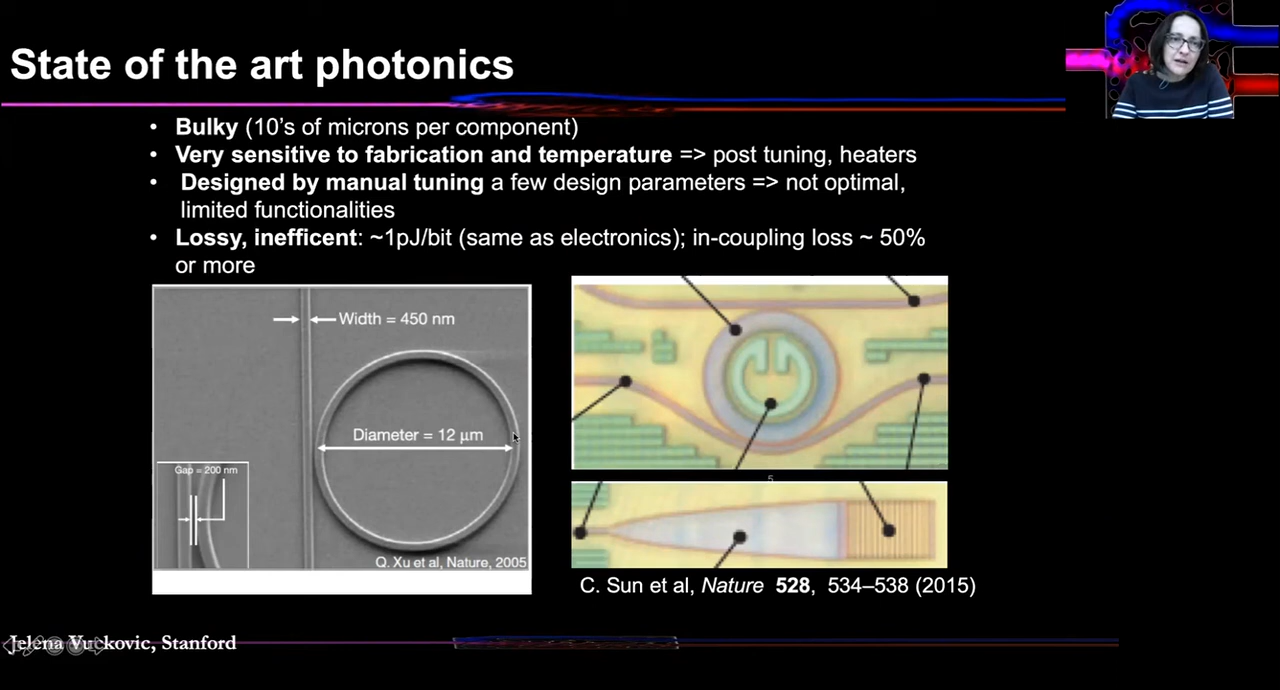 State of the art photonics
• Bulky (10's of microns per component)
• Very sensitive to fabrication and temperature => post tuning, heaters
• Designed by manual tuning a few design parameters => not optimal,
limited functionalities
• Lossy, inefficent: ~1pJ/bit (same as electronics); in-coupling loss ~ 50%
or more
Width = 450 nm
Diameter = 12 μm
Gap = 200 nm
Q. Xu et al, Nature, 2005
5
C. Sun et al, Nature 528, 534–538 (2015)
Jelena Vuckovic, Stanford